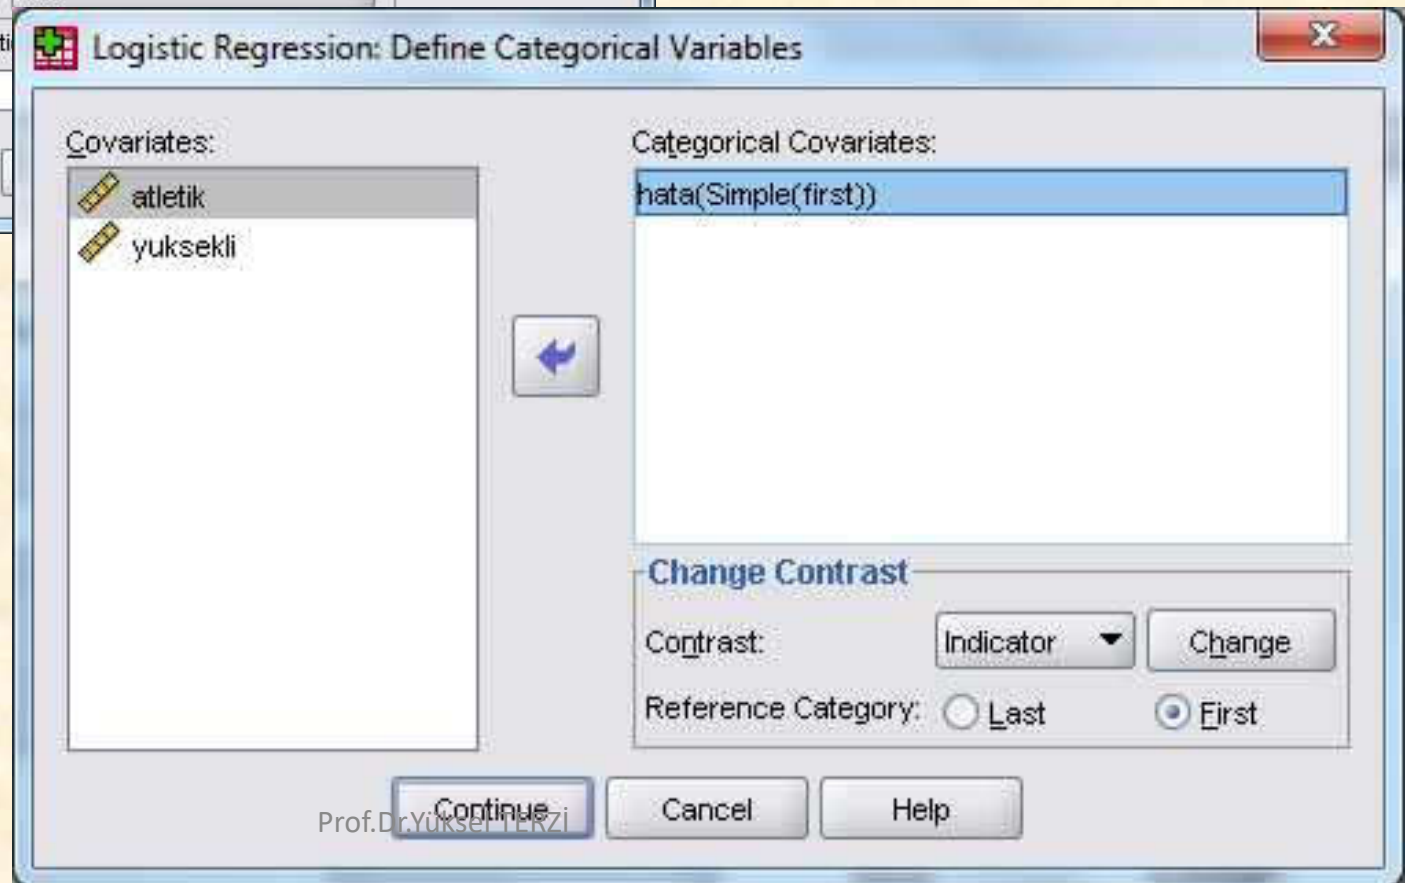 ti
Logistic Regression: Define Categorical Variables
Covariates:
atletik
yuksekli
Categorical Covariates:
hata(Simple(first))
Change Contrast
Contrast:
Indicator
Change
Reference Category:
Last
First
Continue
Cancel
Help
Prof.Dr.Yüksel TERZİ